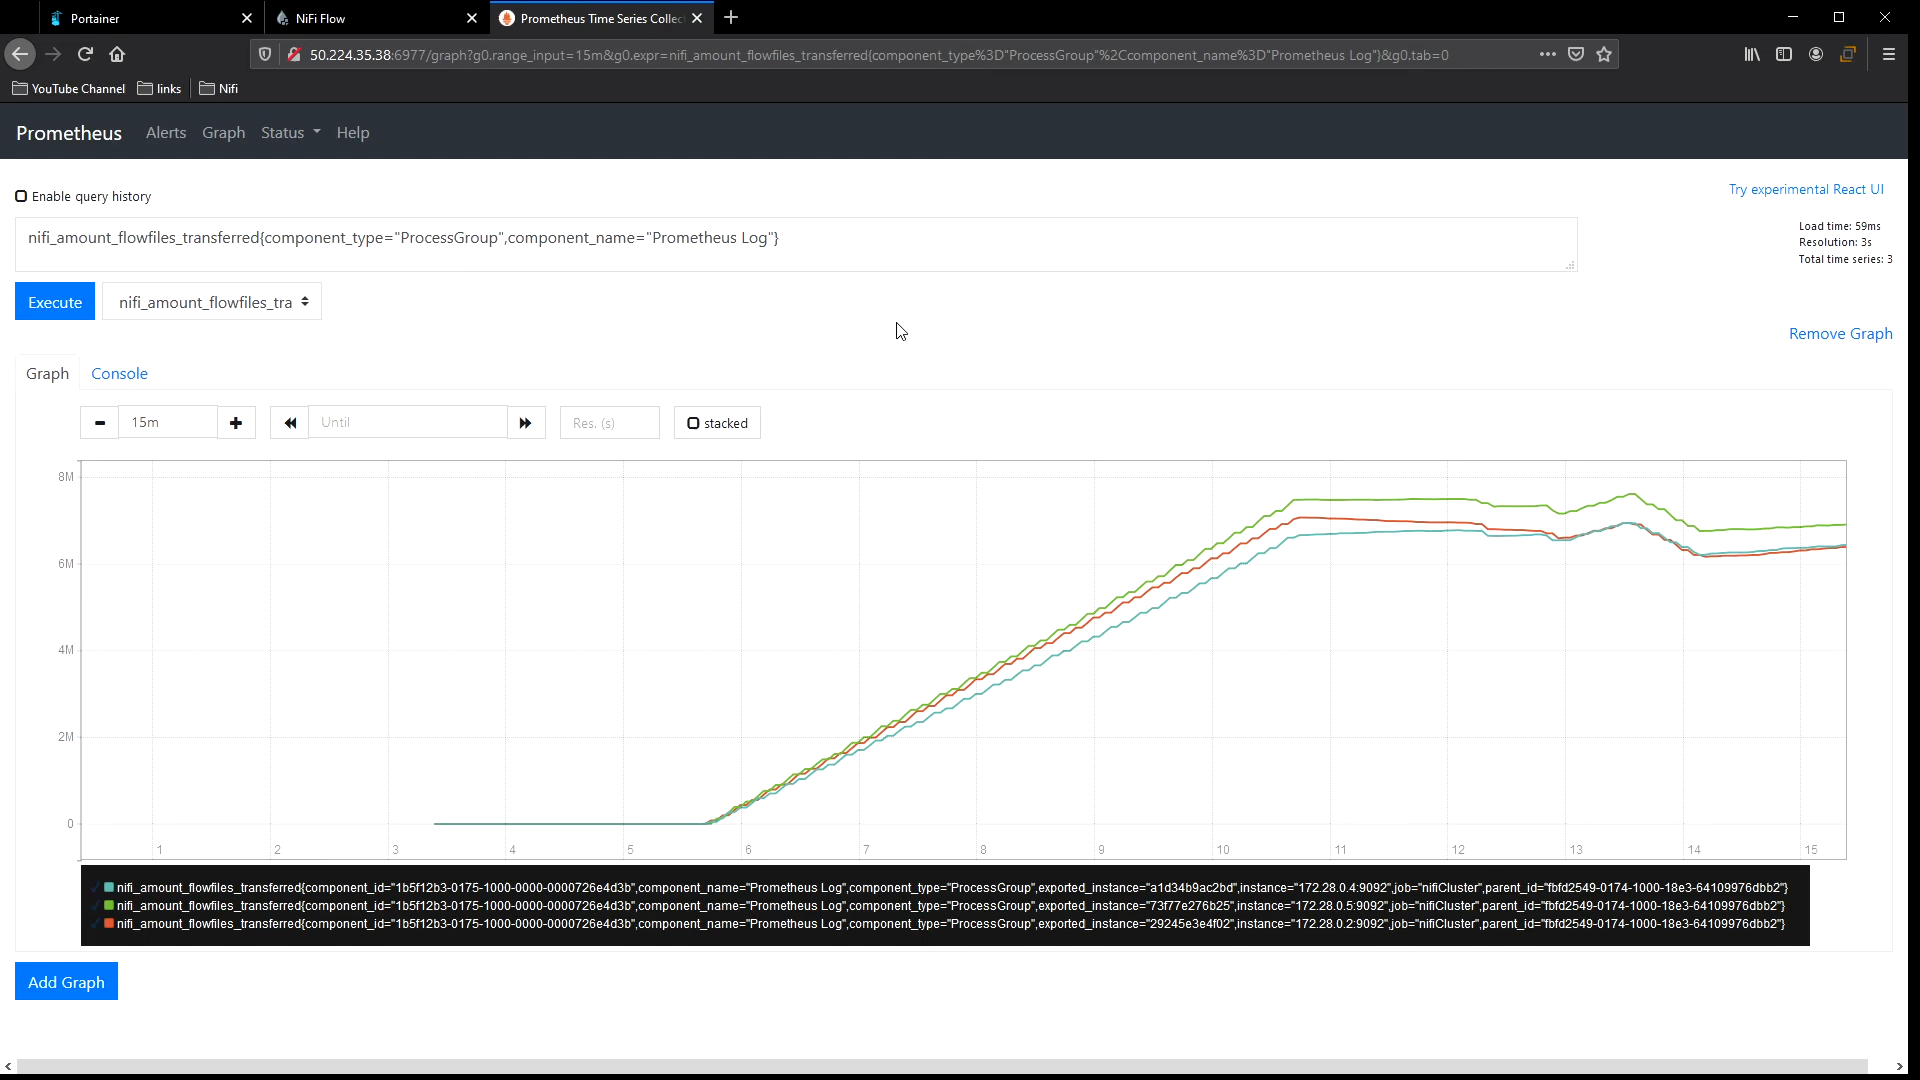 Portainer
NiFi Flow
Prometheus Time Series Collec
50.224.35.38:6977/graph?g0.range_input=15m&g0.expr=nifi_amount_flowfiles_transferred{component_type%3D"ProcessGroup"%2Ccomponent_name%3D"Prometheus Log"}&g0.tab=0
YouTube Channel
links
Nifi
Prometheus
Alerts
Graph
Status
Help
Enable query history
Try experimental React UI
nifi_amount_flowfiles_transferred{component_type="ProcessGroup",component_name="Prometheus Log"}
Load time: 59ms
Resolution: 3s
Total time series: 3
Execute
nifi_amount_flowfiles_tra
Remove Graph
Graph
Console
15m
Until
Res. (s)
stacked
8M
6M
4M
2M
0
1 2 3 4 5 6 7 8 9 10 11 12 13 14 15
nifi_amount_flowfiles_transferred{component_id="1b5f12b3-0175-1000-0000-0000726e4d3b",component_name="Prometheus Log",component_type="ProcessGroup",exported_instance="a1d34b9ac2bd",instance="172.28.0.4:9092",job="nifiCluster",parent_id="fbfd2549-0174-1000-18e3-64109976dbb2"}
nifi_amount_flowfiles_transferred{component_id="1b5f12b3-0175-1000-0000-0000726e4d3b",component_name="Prometheus Log",component_type="ProcessGroup",exported_instance="73f77e276b25",instance="172.28.0.5:9092",job="nifiCluster",parent_id="fbfd2549-0174-1000-18e3-64109976dbb2"}
nifi_amount_flowfiles_transferred{component_id="1b5f12b3-0175-1000-0000-0000726e4d3b",component_name="Prometheus Log",component_type="ProcessGroup",exported_instance="29245e3e4f02",instance="172.28.0.2:9092",job="nifiCluster",parent_id="fbfd2549-0174-1000-18e3-64109976dbb2"}
Add Graph